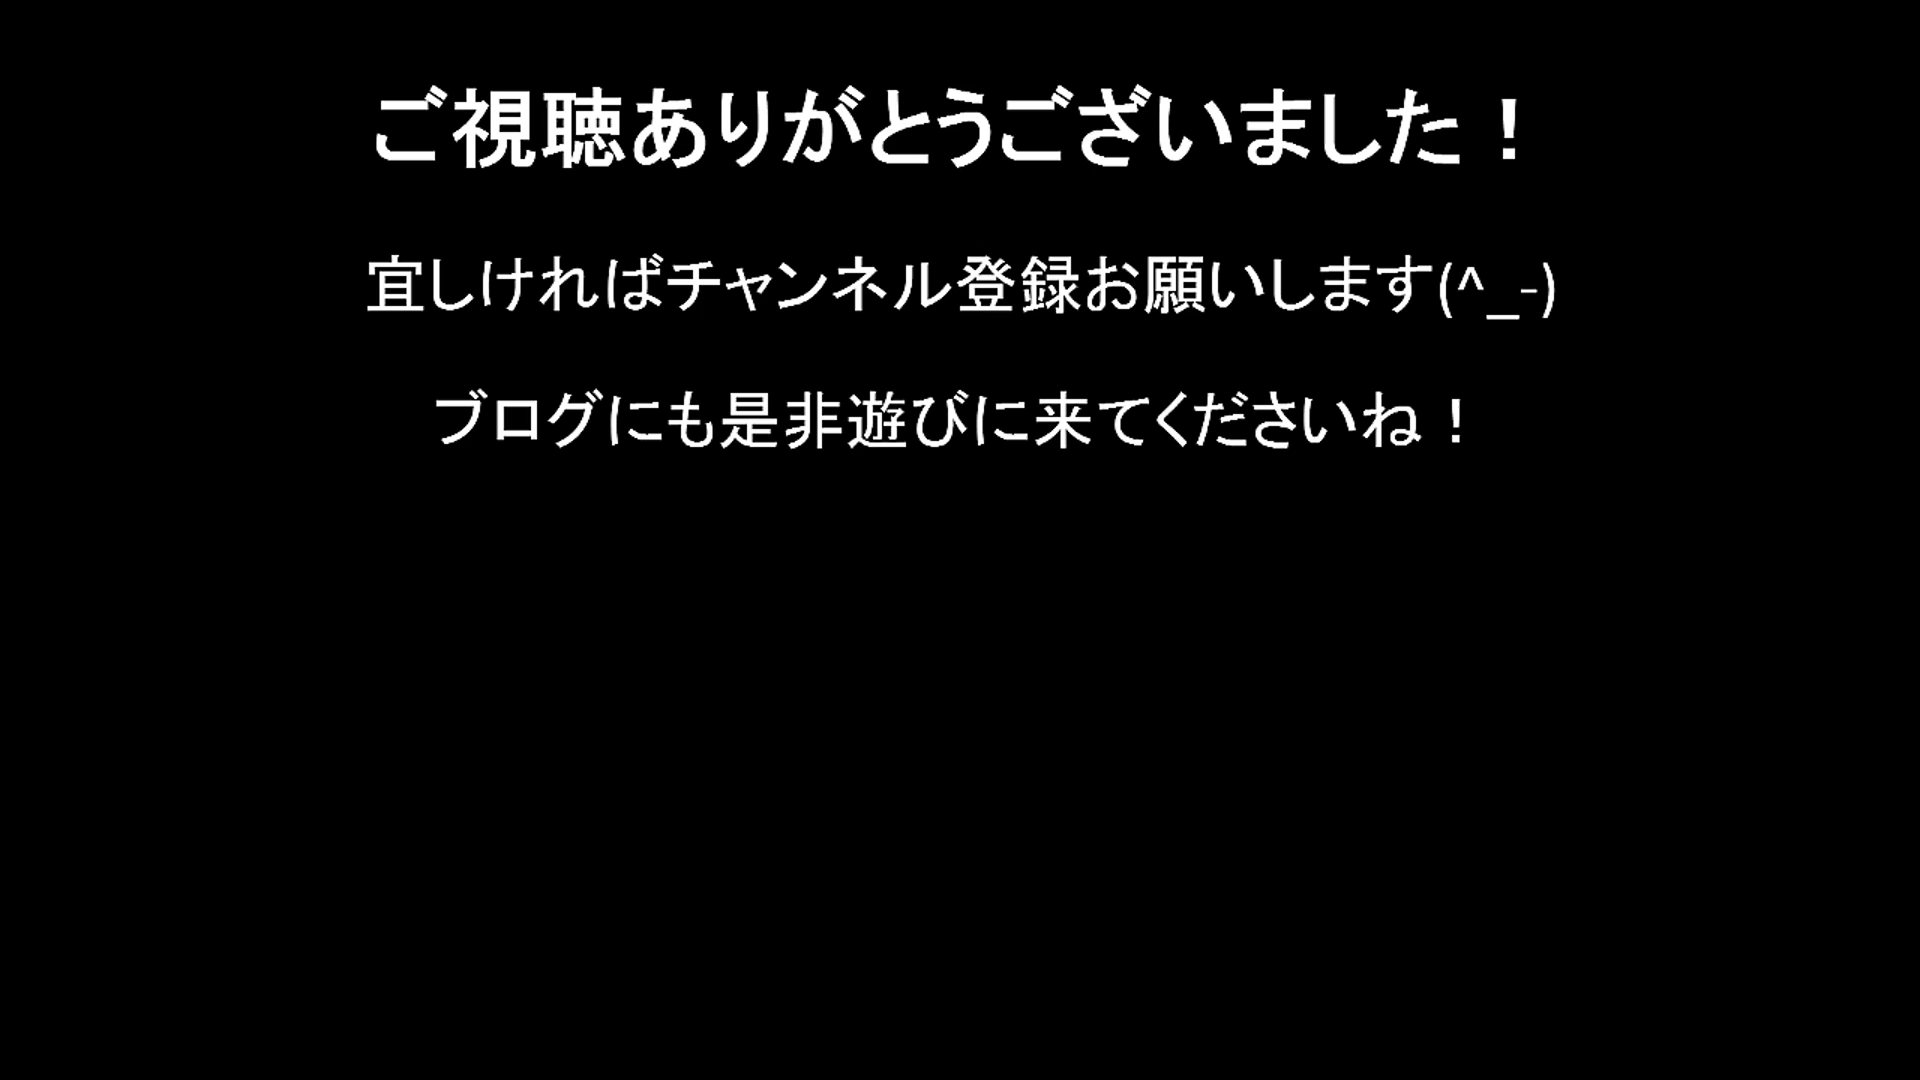 ご視聴ありがとうございました！
宜しければチャンネル登録お願いします(^_-)
ブログにも是非遊びに来てくださいね！